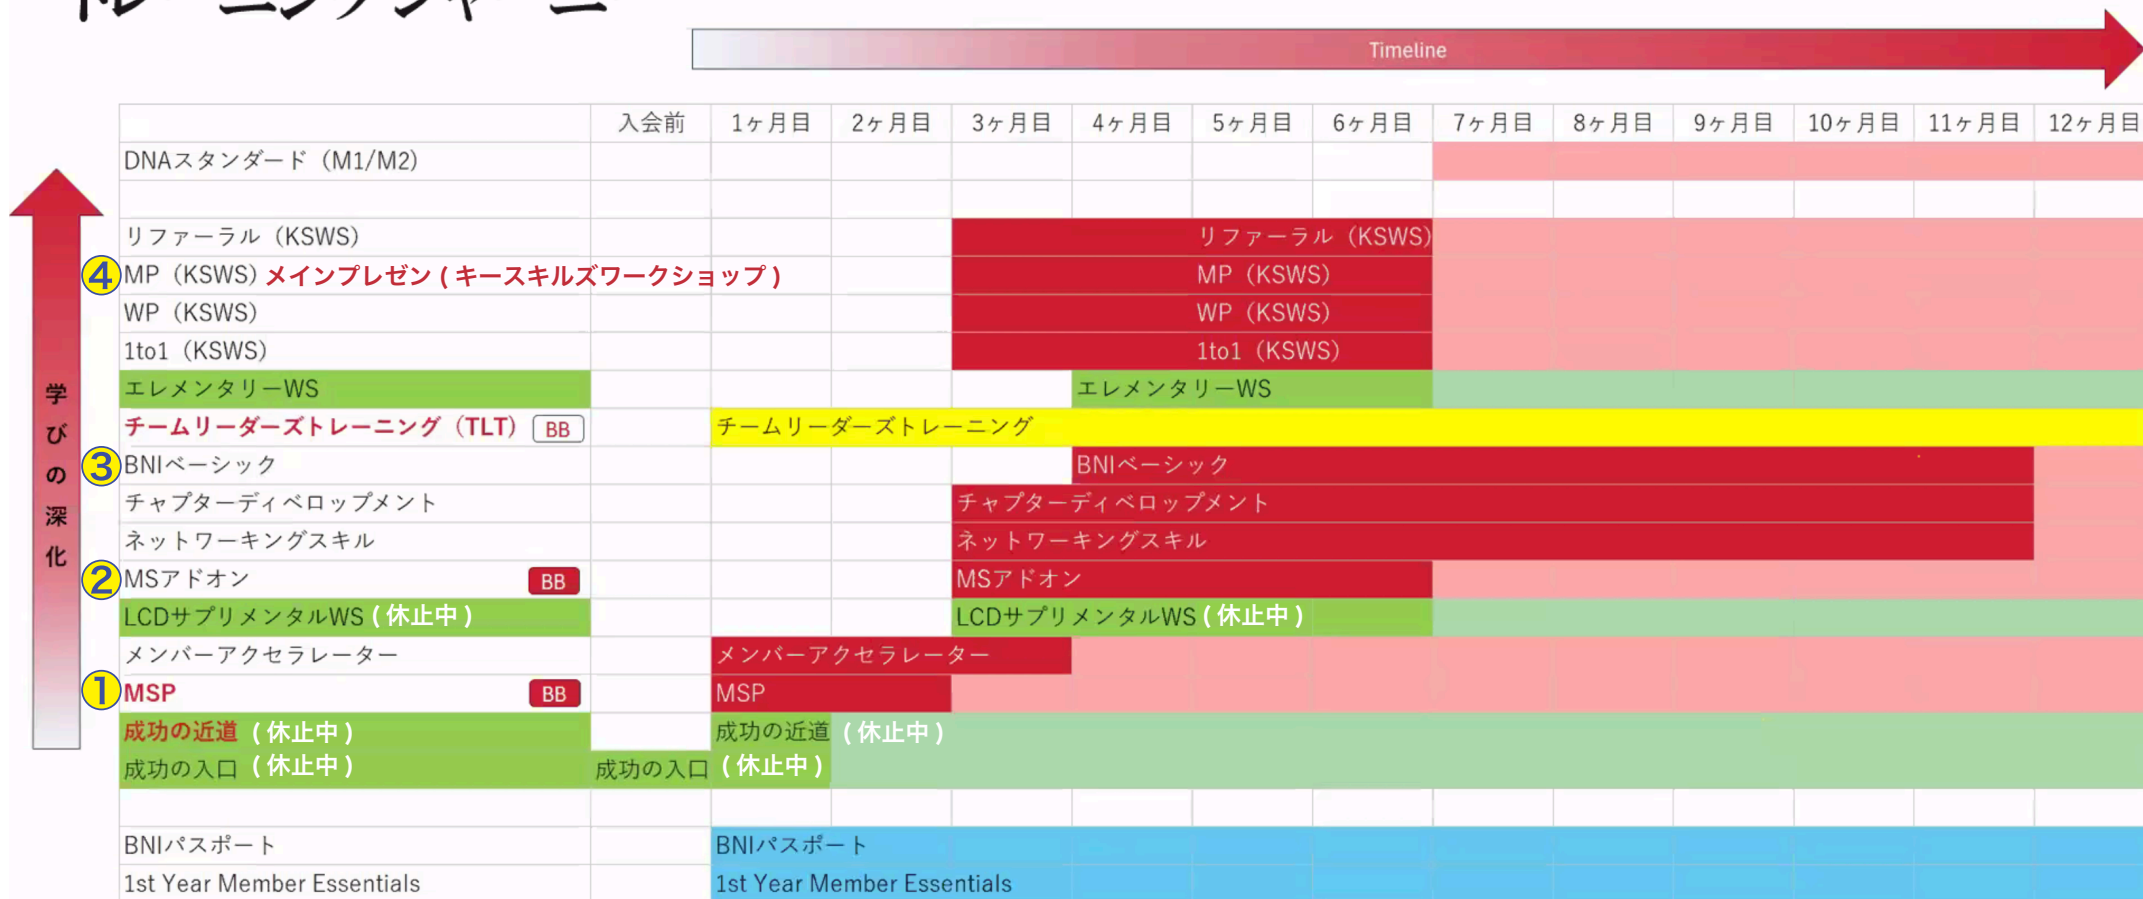 トレーニングジャーニー
Timeline
入会前 1ヶ月目 2ヶ月目 3ヶ月目 4ヶ月目 5ヶ月目 6ヶ月目 7ヶ月目 8ヶ月目 9ヶ月目 10ヶ月目 11ヶ月目 12ヶ月目
DNAスタンダード（M1/M2）
リファーラル（KSWS） リファーラル（KSWS）
④ MP（KSWS） メインプレゼン ( キースキルズワークショップ ) MP（KSWS）
WP（KSWS） WP（KSWS）
1to1（KSWS） 1to1（KSWS）
エレメンタリーWS エレメンタリーWS
チームリーダーズトレーニング（TLT） BB チームリーダーズトレーニング
③ BNIベーシック BNIベーシック
チャプターディベロップメント チャプターディベロップメント
ネットワーキングスキル ネットワーキングスキル
② MSアドオン BB MSアドオン
LCDサプリメンタルWS ( 休止中 ) LCDサプリメンタルWS ( 休止中 )
メンバーアクセラレーター メンバーアクセラレーター
① MSP BB MSP
成功の近道 ( 休止中 ) 成功の近道 ( 休止中 )
成功の入口 ( 休止中 ) 成功の入口 ( 休止中 )
BNIパスポート BNIパスポート
1st Year Member Essentials 1st Year Member Essentials
学びの深化